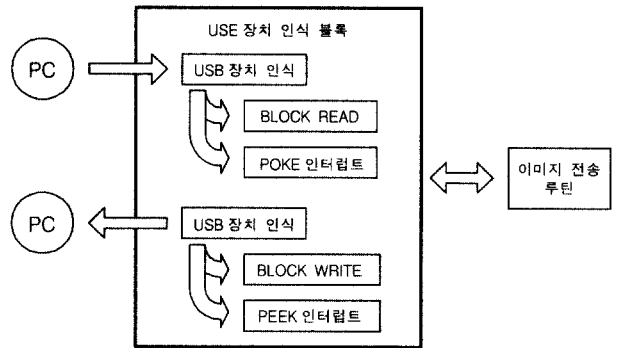 USE 장치 인식 블록
PC
USB 장치 인식
BLOCK READ
POKE 인터럽트
이미지 전송
루틴
PC
USB 장치 인식
BLOCK WRITE
PEEK 인터럽트